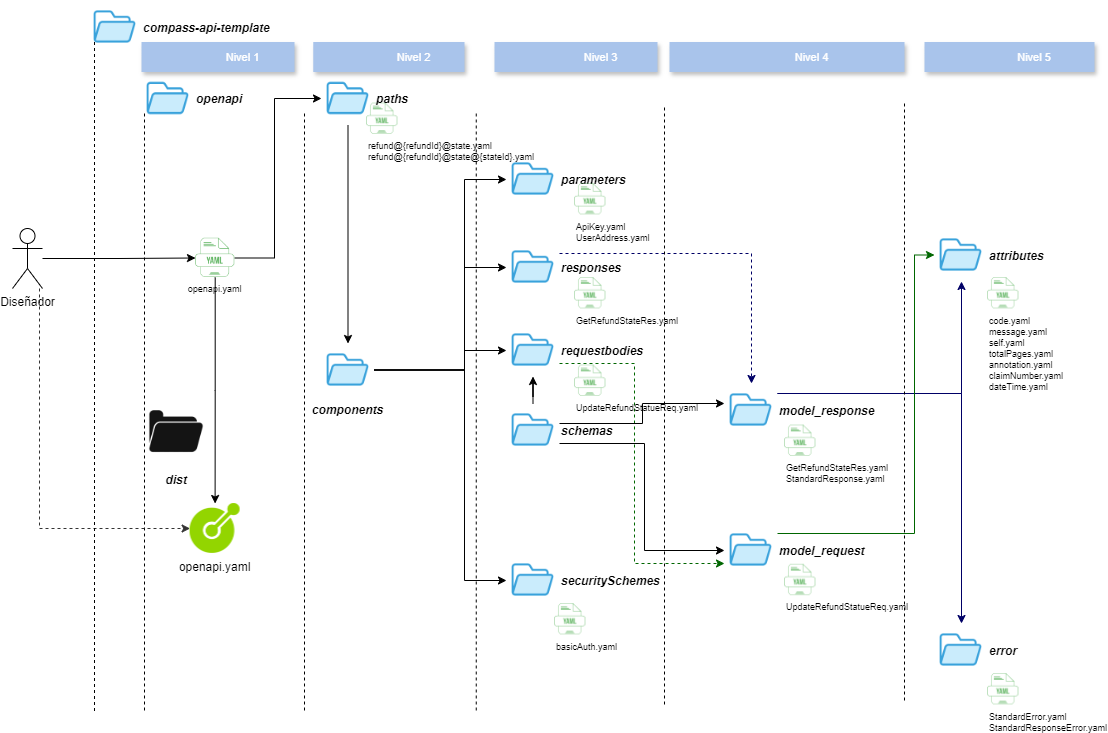 compass-api-template
Nivel 1
Nivel 2
Nivel 3
Nivel 4
Nivel 5
openapi
paths
YAML
refund@{refundId}@state.yaml
refund@{refundId}@state@{stateId}.yaml
parameters
YAML
ApiKey.yaml
UserAddress.yaml
Diseñador
YAML
openapi.yaml
responses
YAML
GetRefundStateRes.yaml
attributes
YAML
code.yaml
message.yaml
self.yaml
totalPages.yaml
annotation.yaml
claimNumber.yaml
dateTime.yaml
requestbodies
YAML
UpdateRefundStatueReq.yaml
components
schemas
model_response
YAML
GetRefundStateRes.yaml
StandardResponse.yaml
dist
openapi.yaml
model_request
YAML
UpdateRefundStatueReq.yaml
securitySchemes
YAML
basicAuth.yaml
error
YAML
StandardError.yaml
StandardResponseError.yaml